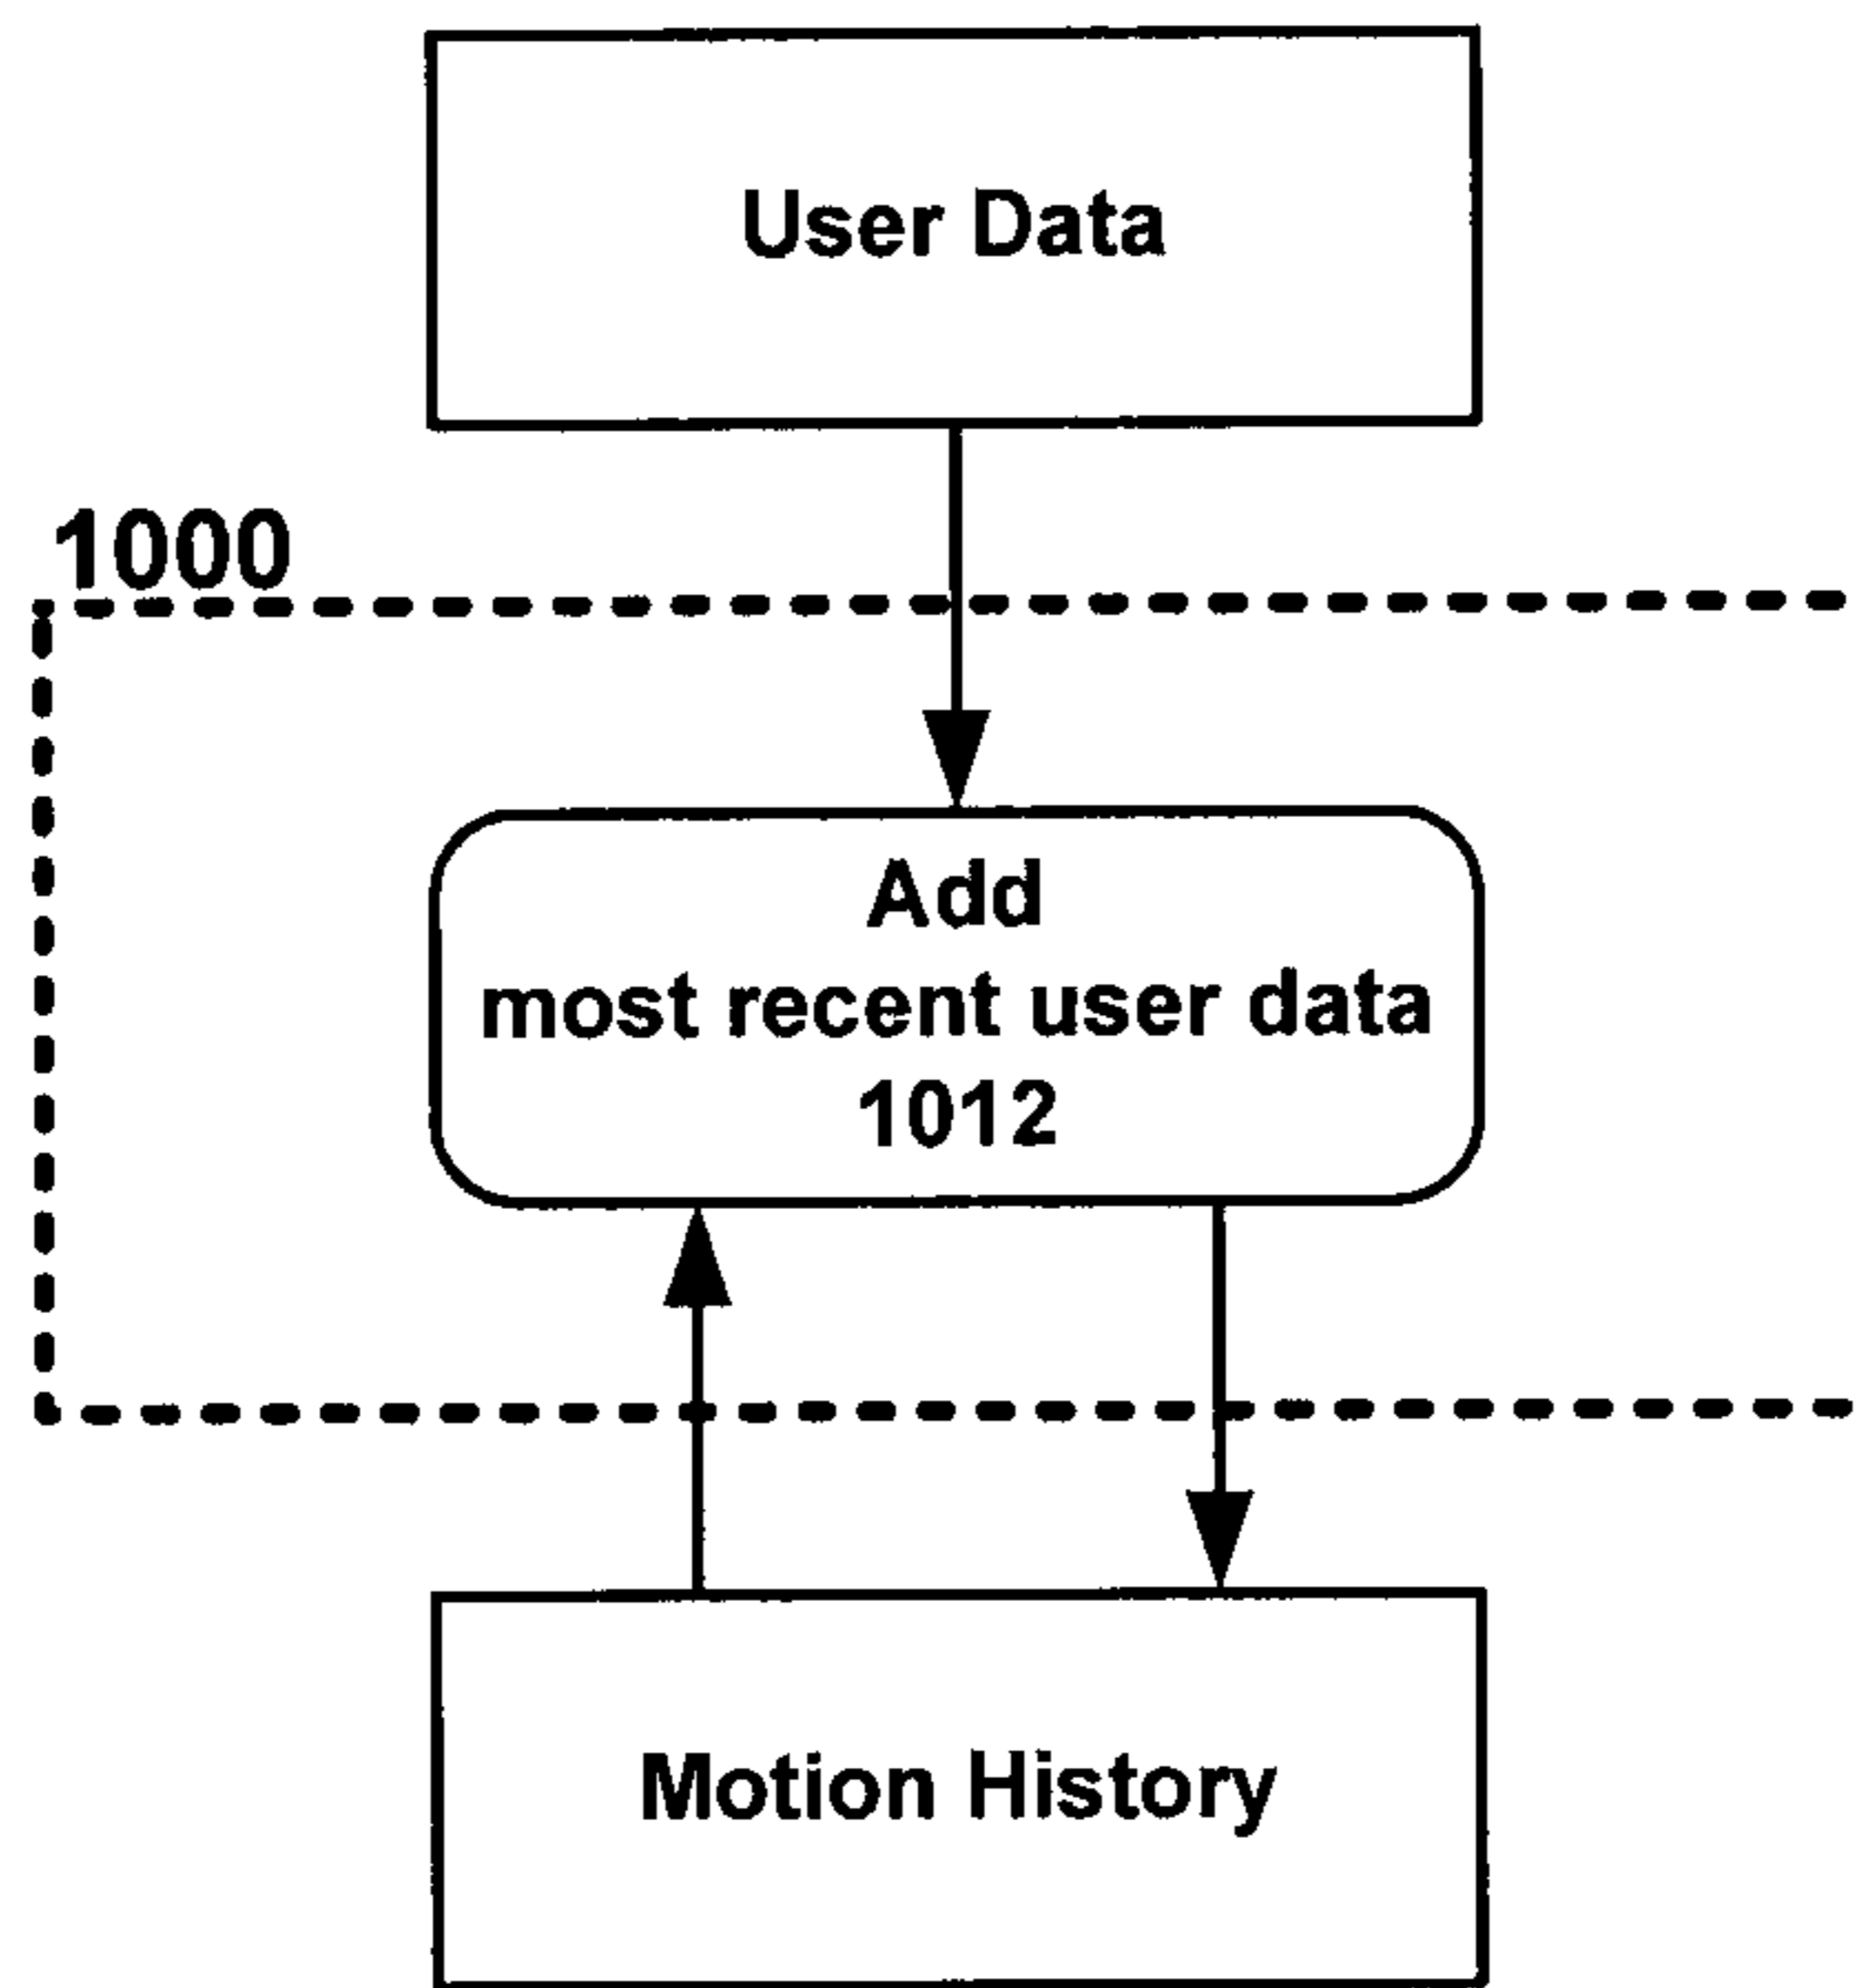 User Data
1000
Add
most recent user data
1012
Motion History